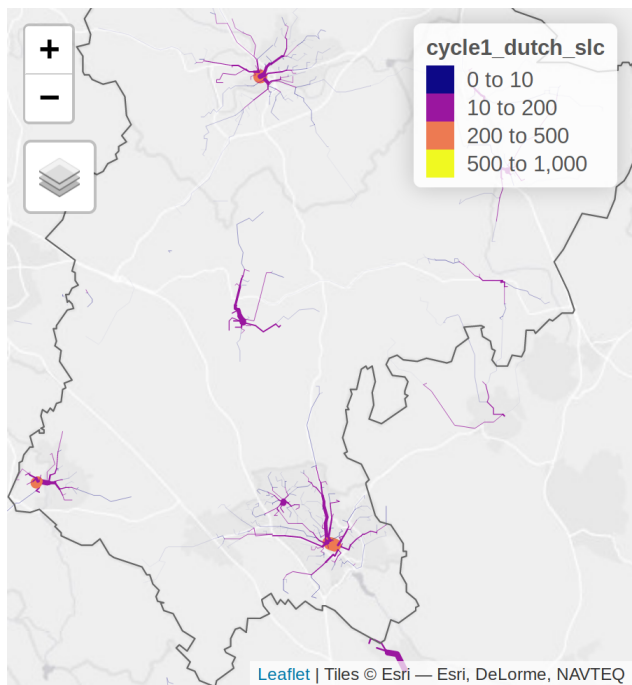 +
cycle1_dutch_slc
0 to 10
−
10 to 200
200 to 500
500 to 1,000
Leaflet | Tiles © Esri — Esri, DeLorme, NAVTEQ